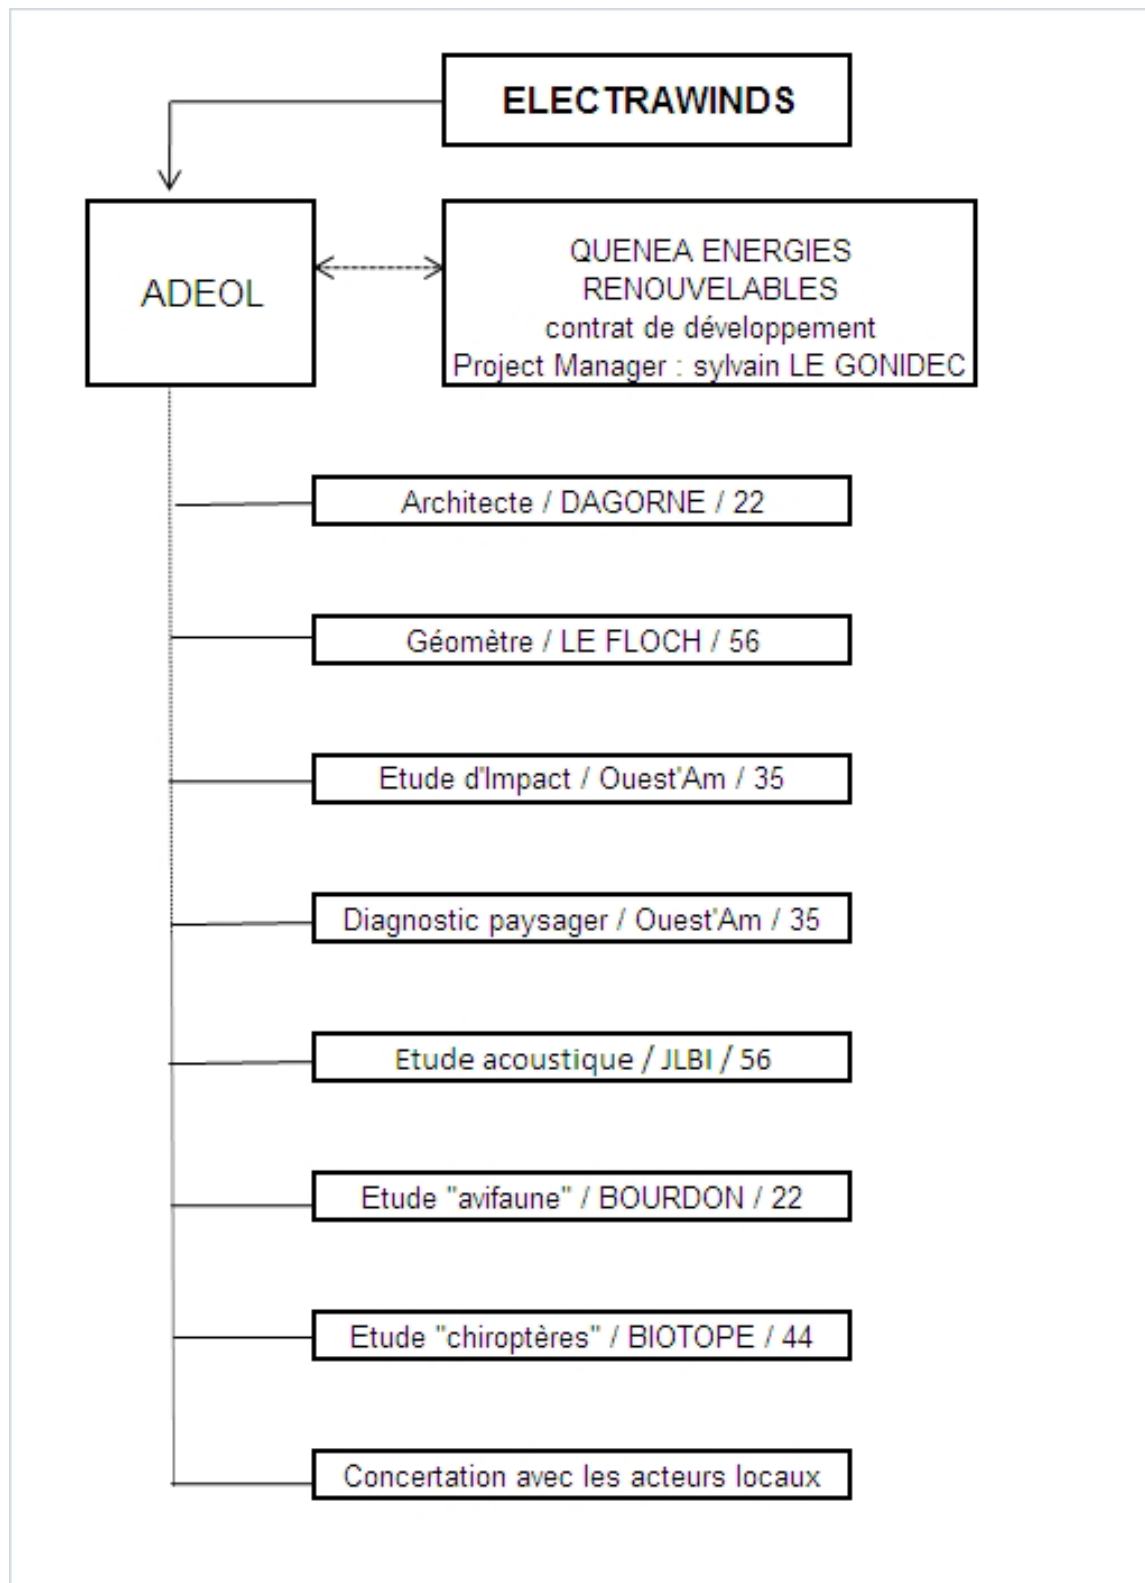 ELECTRAWINDS
ADEOL
QUENEA ENERGIES
RENOUVELABLES
contrat de développement
Project Manager : sylvain LE GONIDEC
Architecte / DAGORNE / 22
Géomètre / LE FLOCH / 56
Etude d'Impact / Ouest'Am / 35
Diagnostic paysager / Ouest'Am / 35
Etude acoustique / JLBI / 56
Etude "avifaune" / BOURDON / 22
Etude "chiroptères" / BIOTOPE / 44
Concertation avec les acteurs locaux